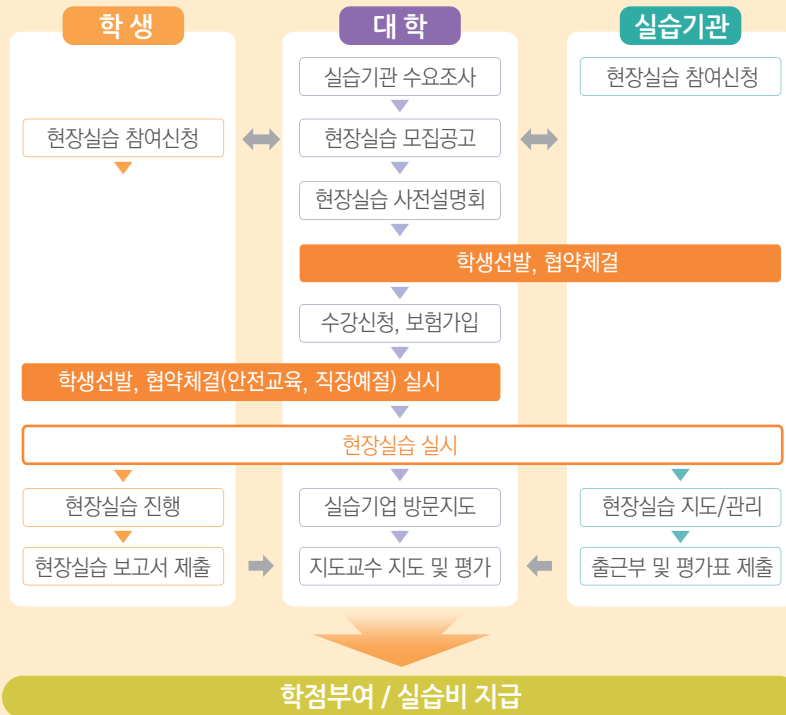 학 생
대 학
실습기관
실습기관 수요조사
현장실습 참여신청
현장실습 참여신청
현장실습 모집공고
현장실습 사전설명회
학생선발, 협약체결
수강신청, 보험가입
학생선발, 협약체결(안전교육, 직장예절) 실시
현장실습 실시
현장실습 진행
실습기업 방문지도
현장실습 지도/관리
현장실습 보고서 제출
지도교수 지도 및 평가
출근부 및 평가표 제출
학점부여 / 실습비 지급